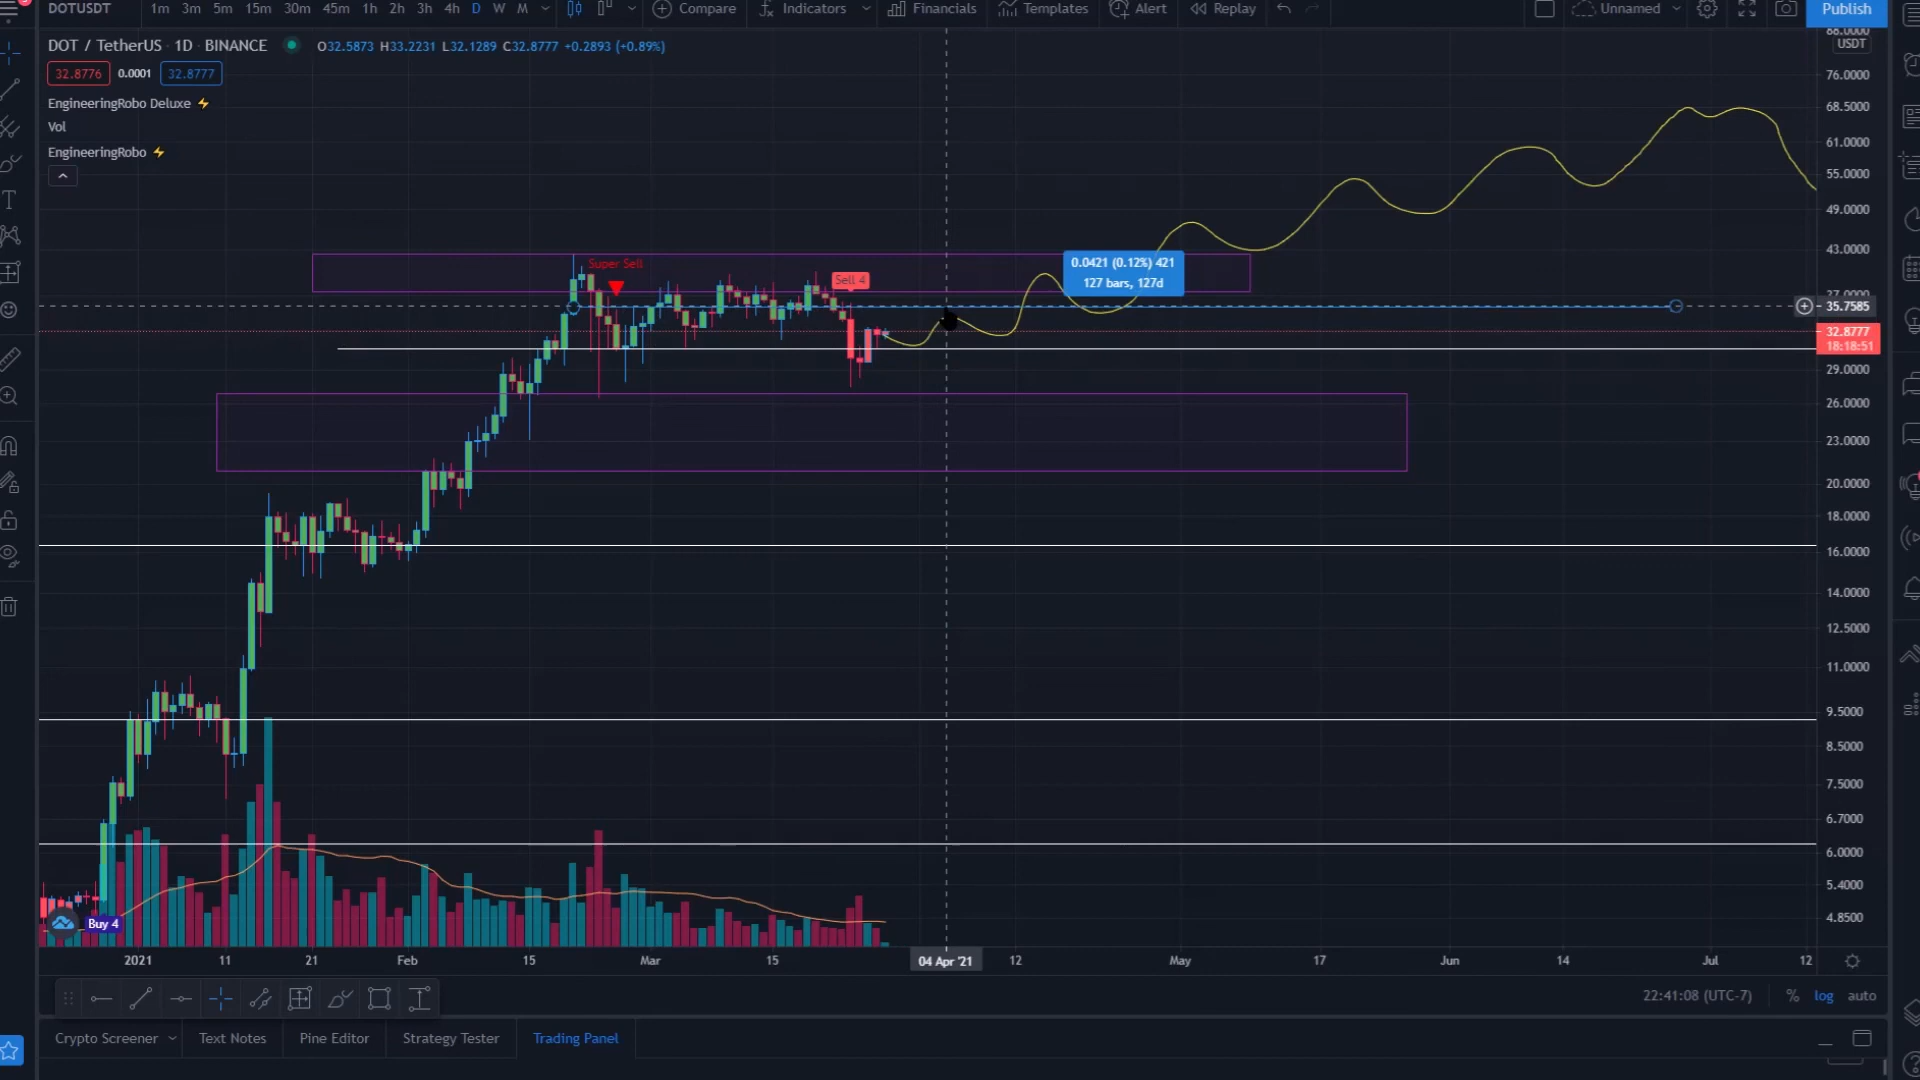 DOTUSDT 1m 3m 5m 15m 30m 45m 1h 2h 3h 4h D W M Compare Indicators Financials Templates Alert Replay Unnamed Publish
DOT / TetherUS · 1D · BINANCE O32.5873 H33.2231 L32.1289 C32.8777 +0.2893 (+0.89%)
32.8776 0.0001 32.8777
EngineeringRobo Deluxe
Vol
EngineeringRobo
USDT
88.0000
76.0000
68.5000
61.0000
55.0000
49.0000
43.0000
37.0000
35.7585
32.8777
18:18:51
29.0000
26.0000
23.0000
20.0000
18.0000
16.0000
14.0000
12.5000
11.0000
9.5000
8.5000
7.5000
6.7000
6.0000
5.4000
4.8500
Super Sell
Sell 4
0.0421 (0.12%) 421
127 bars, 127d
Buy 4
2021 11 21 Feb 15 Mar 15 04 Apr '21 12 May 17 Jun 14 Jul 12
22:41:08 (UTC-7) % log auto
Crypto Screener Text Notes Pine Editor Strategy Tester Trading Panel